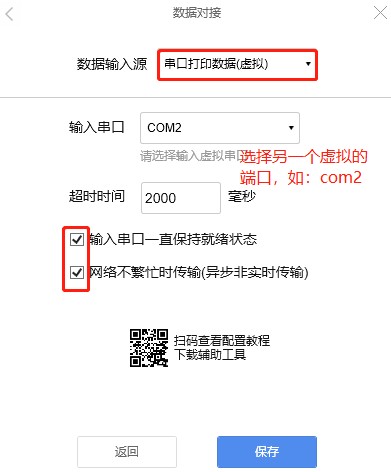 数据对接
数据输入源 串口打印数据(虚拟)
输入串口 COM2
请选择输入虚拟串口
选择另一个虚拟的
端口，如：com2
超时时间 2000 毫秒
输入串口一直保持就绪状态
网络不繁忙时传输(异步非实时传输)
扫码查看配置教程
下载辅助工具
返回 保存